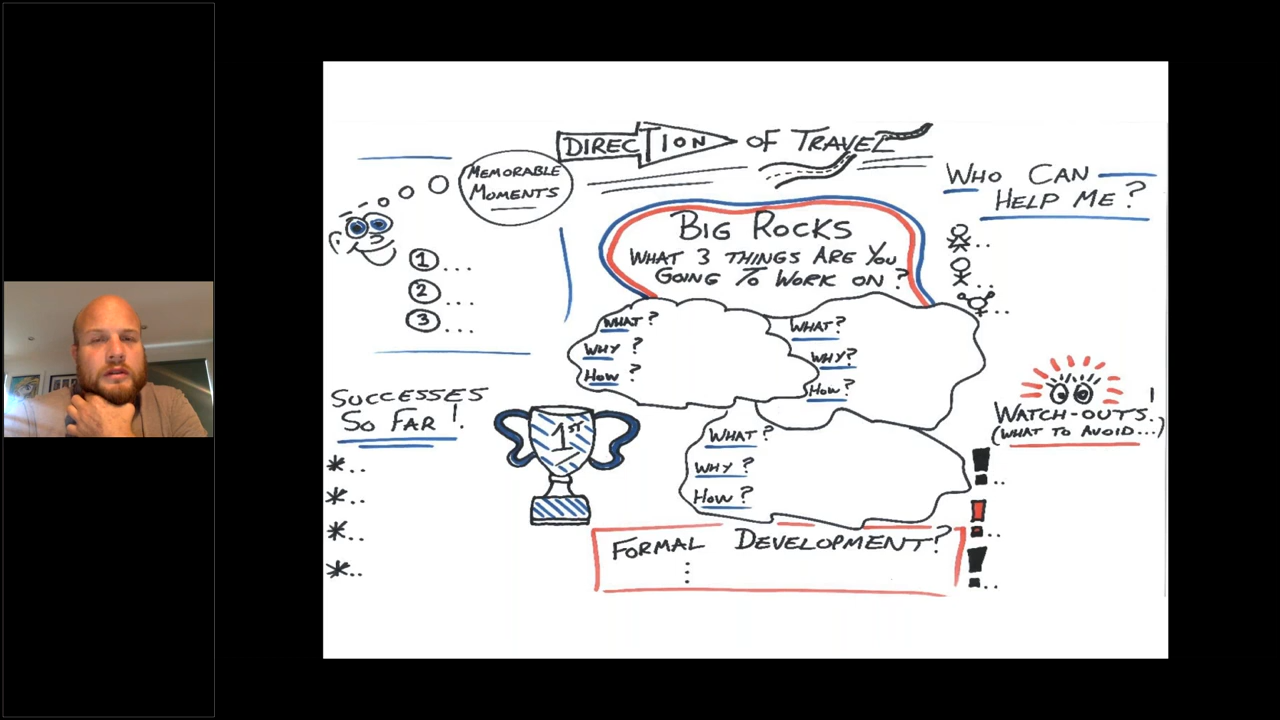 DIRECTION OF TRAVEL
MEMORABLE
MOMENTS
1 ...
2 ...
3 ...
SUCCESSES
SO FAR!
*..
*..
*..
*..
1ST
BIG ROCKS
WHAT 3 THINGS ARE YOU
GOING TO WORK ON?
WHAT?
WHY?
HOW?
WHAT?
WHY?
HOW?
WHAT?
WHY?
HOW?
FORMAL DEVELOPMENT?
WHO CAN
HELP ME?
WATCH-OUTS!
(WHAT TO AVOID...)
!..
!..
!..